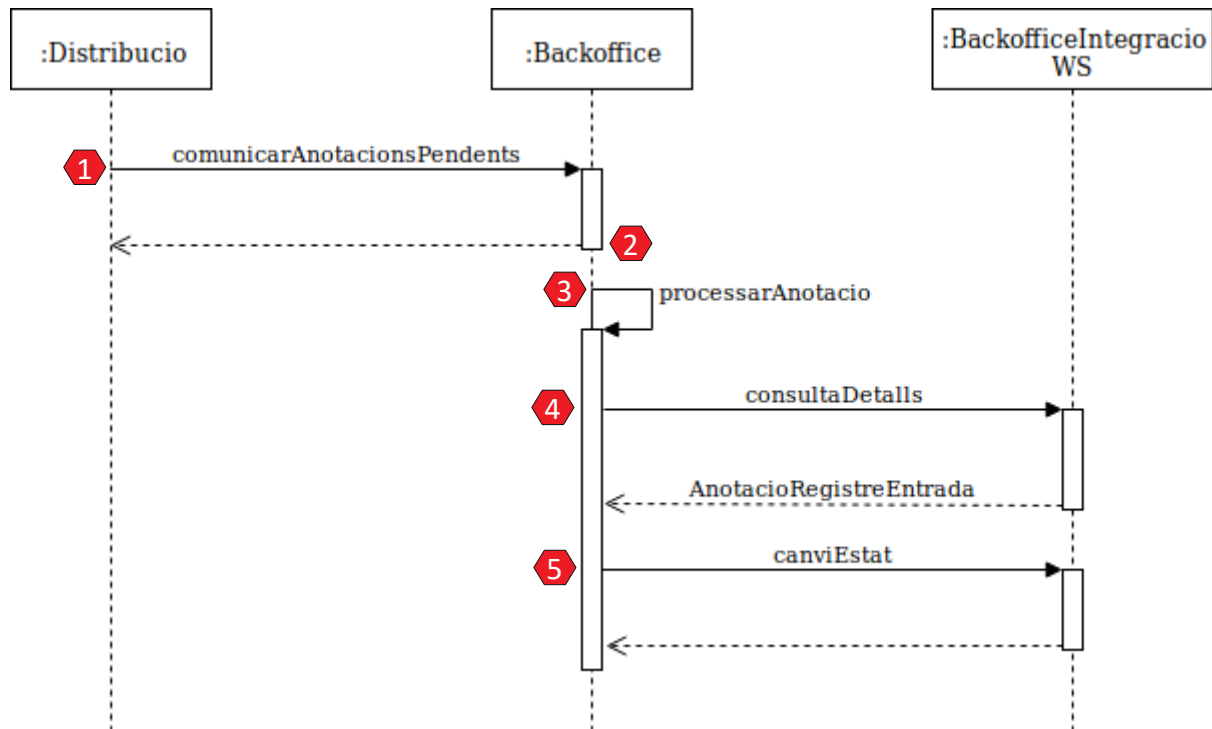 :Distribucio
:Backoffice
:BackofficeIntegracio
WS
comunicarAnotacionsPendents
1
2
3
processarAnotacio
4
consultaDetalls
AnotacioRegistreEntrada
5
canviEstat